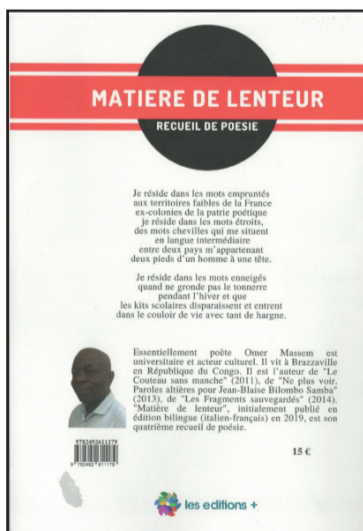 MATIERE DE LENTEUR
RECUEIL DE POESIE
Je réside dans les mots empruntés
aux territoires faibles de la France
ex-colonies de la patrie poétique
je réside dans les mots étroits,
des mots chevilles qui me situent
en langue intermédiaire
entre deux pays m'appartenant
deux pieds d'un homme à une tête.
Je réside dans les mots enneigés
quand ne gronde pas le tonnerre
pendant l'hiver et que
les kits scolaires disparaissent et entrent
dans le couloir de vie avec tant de hargne.
Essentiellement poète Omer Massem est
universitaire et acteur culturel. Il vit à Brazzaville
en République du Congo. Il est l'auteur de "Le
Couteau sans manche" (2011), de "Ne plus voir,
Paroles altières pour Jean-Blaise Bilombo Samba"
(2013), de "Les Fragments sauvegardés" (2014).
"Matière de lenteur", initialement publié en
édition bilingue (italien-français) en 2019, est son
quatrième recueil de poésie.
9782492611179
9 782492 611179
15 €
les editions +